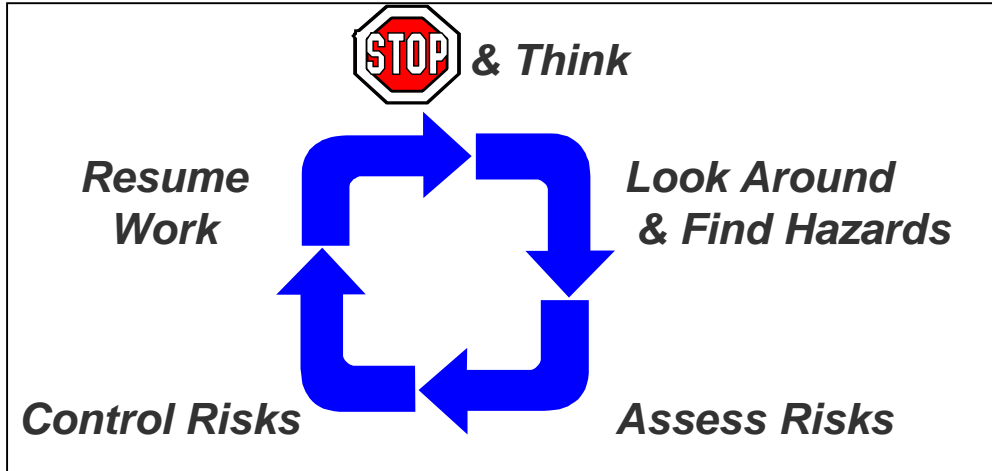 STOP & Think
Look Around
& Find Hazards
Assess Risks
Control Risks
Resume
Work